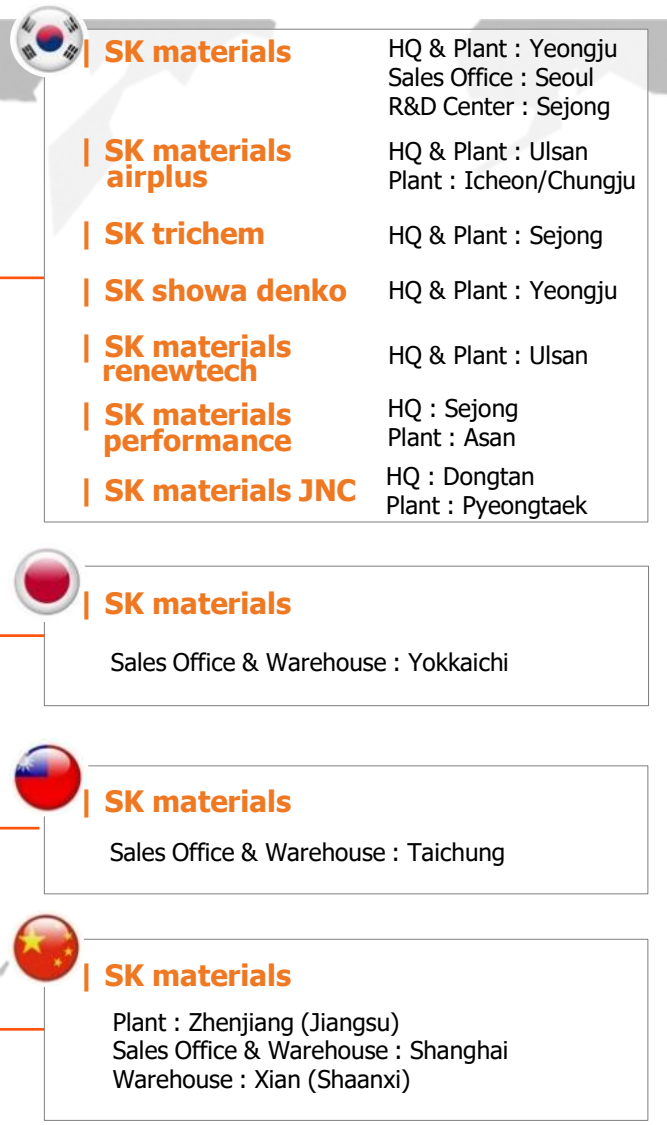 | SK materials
HQ & Plant : Yeongju
Sales Office : Seoul
R&D Center : Sejong
| SK materials
airplus
HQ & Plant : Ulsan
Plant : Icheon/Chungju
| SK trichem
HQ & Plant : Sejong
| SK showa denko
HQ & Plant : Yeongju
| SK materials
renewtech
HQ & Plant : Ulsan
| SK materials
performance
HQ : Sejong
Plant : Asan
| SK materials JNC
HQ : Dongtan
Plant : Pyeongtaek
| SK materials
Sales Office & Warehouse : Yokkaichi
| SK materials
Sales Office & Warehouse : Taichung
| SK materials
Plant : Zhenjiang (Jiangsu)
Sales Office & Warehouse : Shanghai
Warehouse : Xian (Shaanxi)